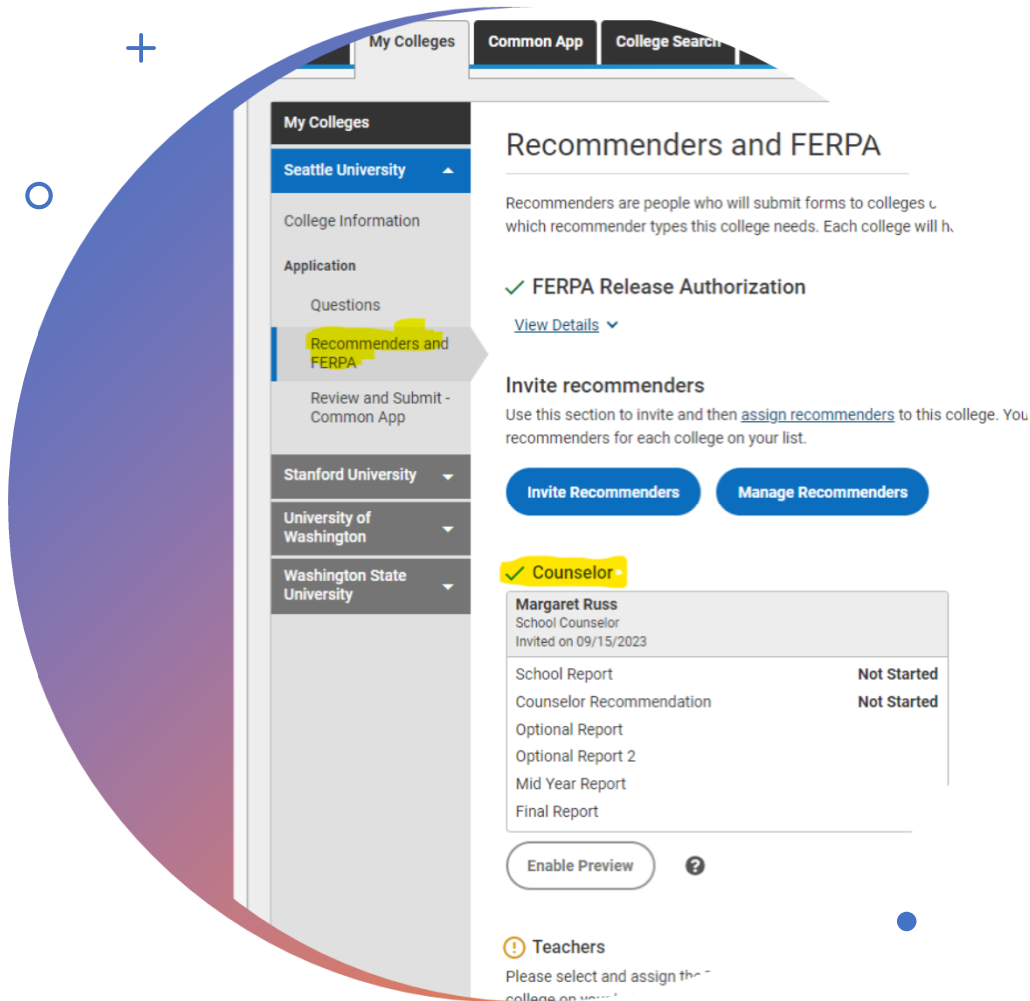 My Colleges
Common App
College Search
My Colleges
Seattle University
College Information
Application
Questions
Recommenders and
FERPA
Review and Submit -
Common App
Stanford University
University of
Washington
Washington State
University
Recommenders and FERPA
Recommenders are people who will submit forms to colleges
which recommender types this college needs. Each college will
FERPA Release Authorization
View Details
Invite recommenders
Use this section to invite and then assign recommenders to this college. You
recommenders for each college on your list.
Invite Recommenders
Manage Recommenders
Counselor
Margaret Russ
School Counselor
Invited on 09/15/2023
School Report Not Started
Counselor Recommendation Not Started
Optional Report
Optional Report 2
Mid Year Report
Final Report
Enable Preview
?
! Teachers
Please select and assign the
college on